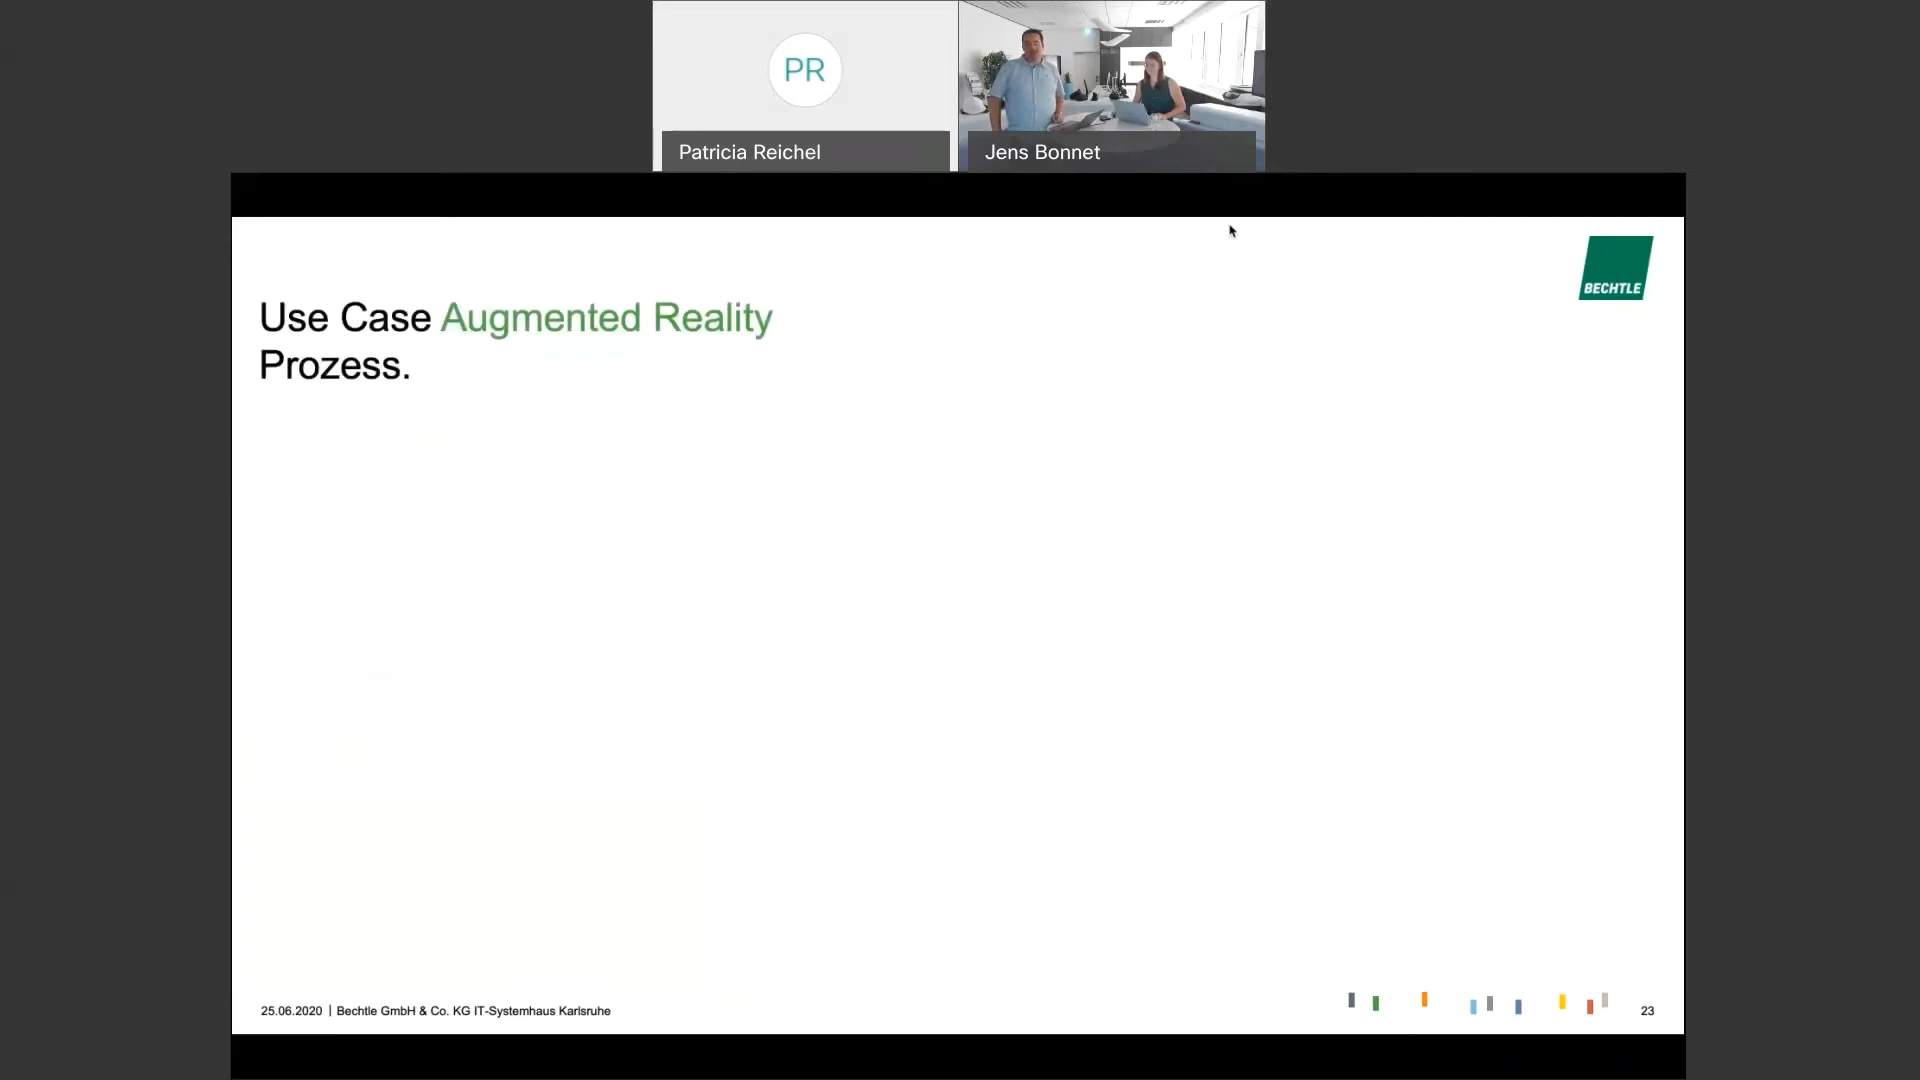 PR
Patricia Reichel
Jens Bonnet
BECHTLE
Use Case Augmented Reality
Prozess.
25.06.2020 | Bechtle GmbH & Co. KG IT-Systemhaus Karlsruhe
23